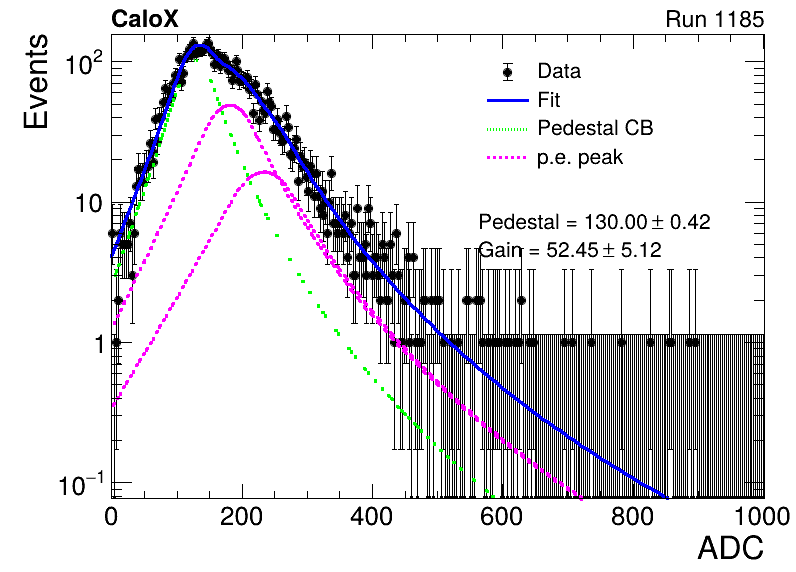 CaloX Run 1185
Events
Data
Fit
Pedestal CB
p.e. peak
Pedestal = 130.00 ± 0.42
Gain = 52.45 ± 5.12
10²
10
1
10⁻¹
0 200 400 600 800 1000
ADC